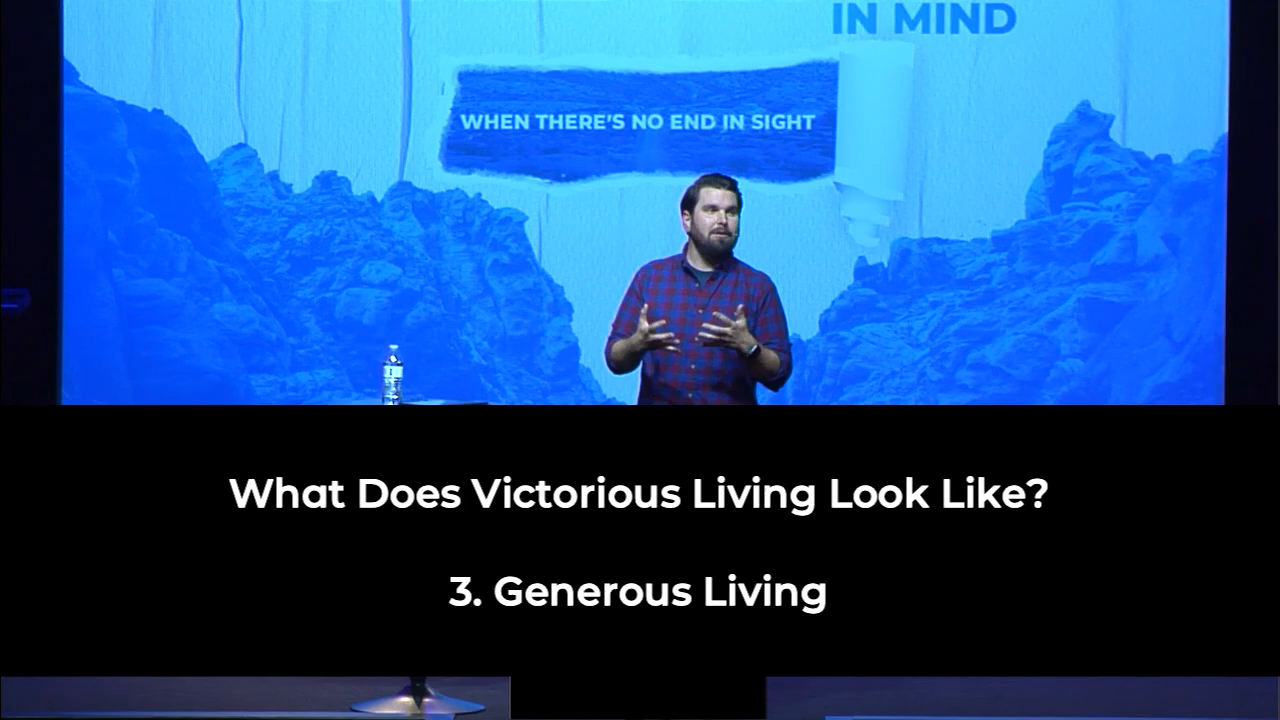 IN MIND
WHEN THERE'S NO END IN SIGHT
What Does Victorious Living Look Like?
3. Generous Living